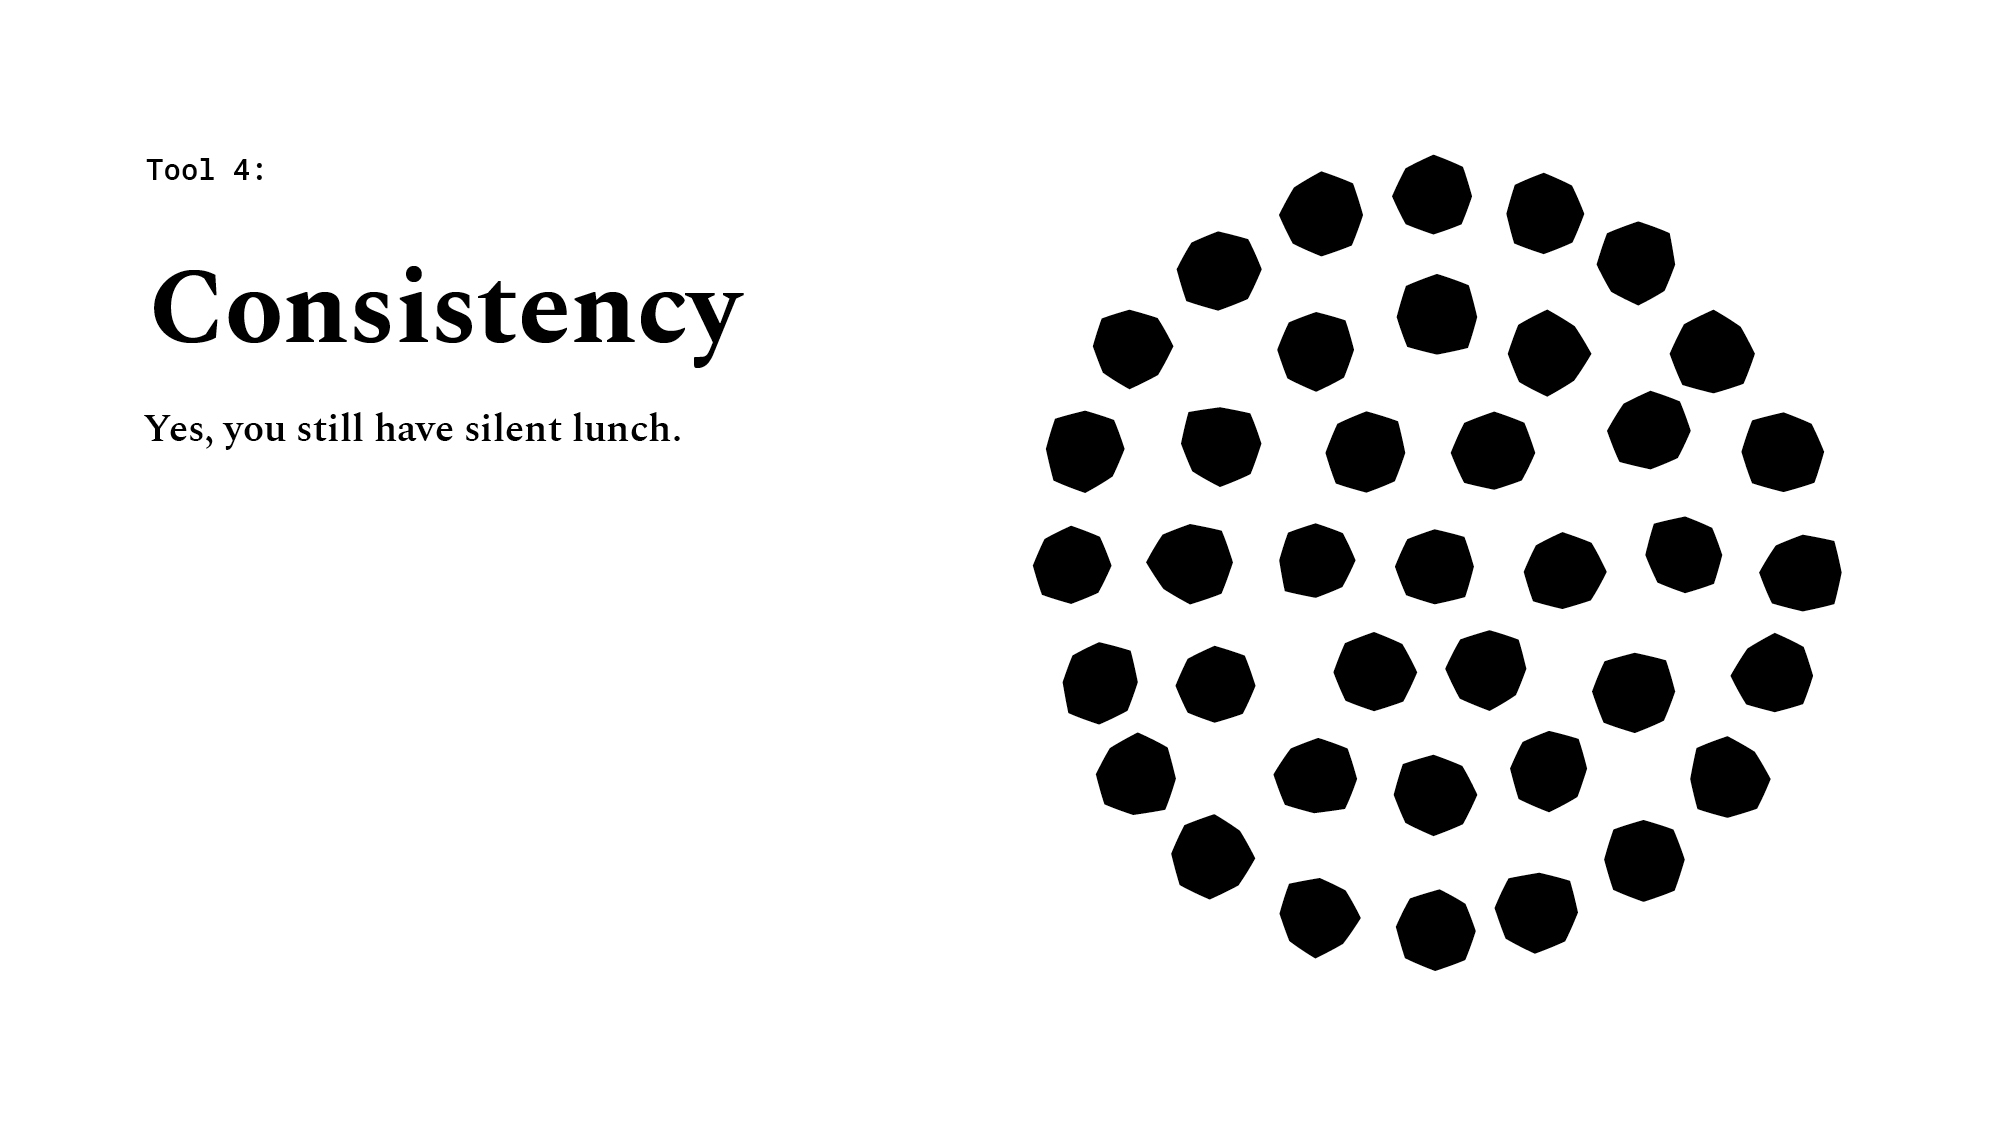 Tool 4:
Consistency
Yes, you still have silent lunch.